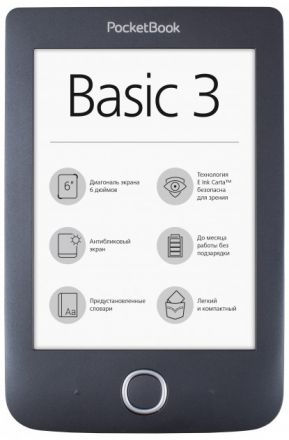 PocketBook
Basic 3
6"
Диагональ экрана
6 дюймов
Технология
E Ink Carta™
безопасна
для зрения
Антибликовый
экран
До месяца
работы без
подзарядки
Aa
Предустановленные
словари
Легкий
и компактный